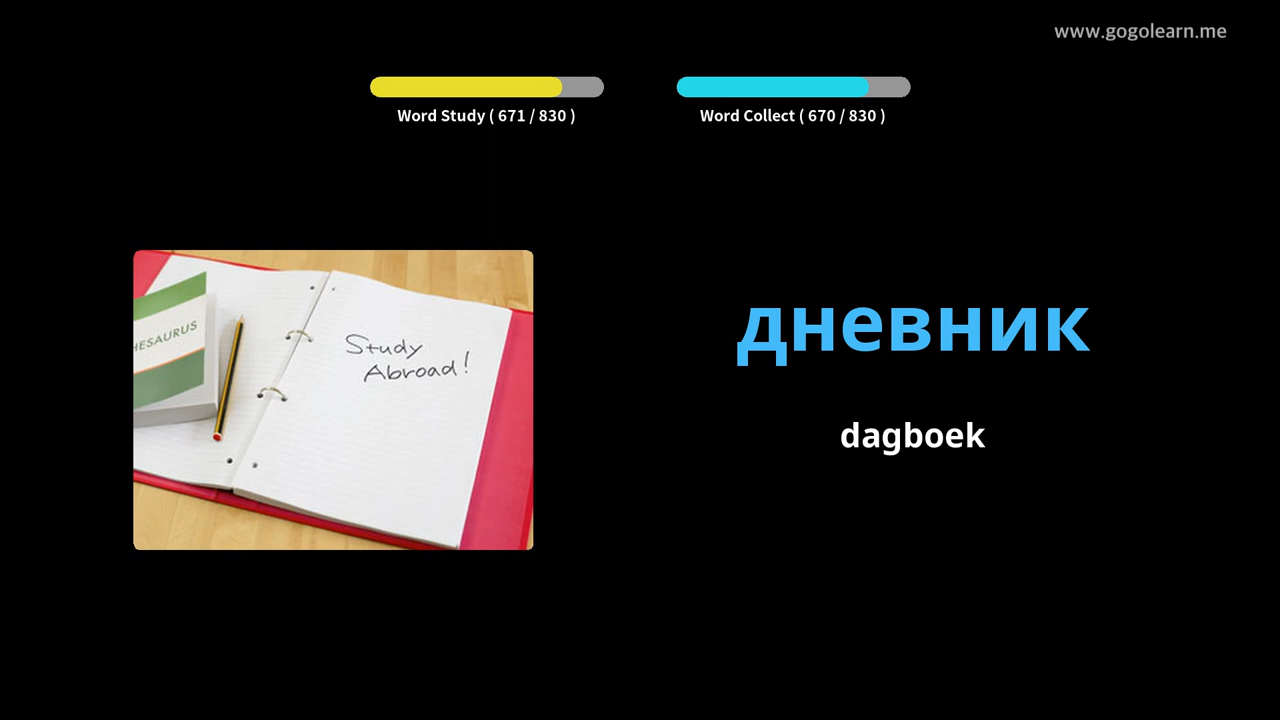 www.gogolearn.me
Word Study ( 671 / 830 )
Word Collect ( 670 / 830 )
HESAURUS
Study
Abroad!
дневник
dagboek